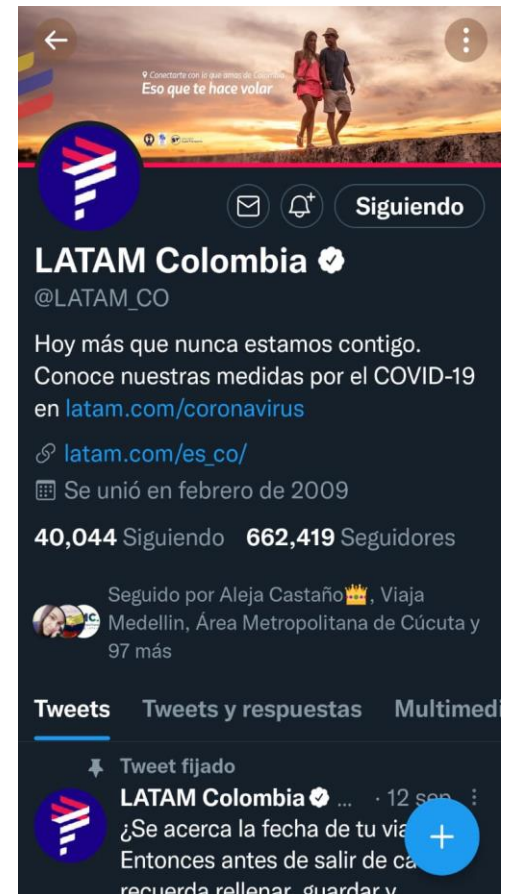 Conectarte con lo que amas de Colombia
Eso que te hace volar
Siguiendo
LATAM Colombia
@LATAM_CO
Hoy más que nunca estamos contigo.
Conoce nuestras medidas por el COVID-19
en latam.com/coronavirus
latam.com/es_co/
Se unió en febrero de 2009
40,044 Siguiendo 662,419 Seguidores
Seguido por Aleja Castaño👑, Viaja
Medellin, Área Metropolitana de Cúcuta y
97 más
Tweets Tweets y respuestas Multimedi
Tweet fijado
LATAM Colombia ... · 12 sep
¿Se acerca la fecha de tu via
Entonces antes de salir de ca
recuerda rellenar, guardar y